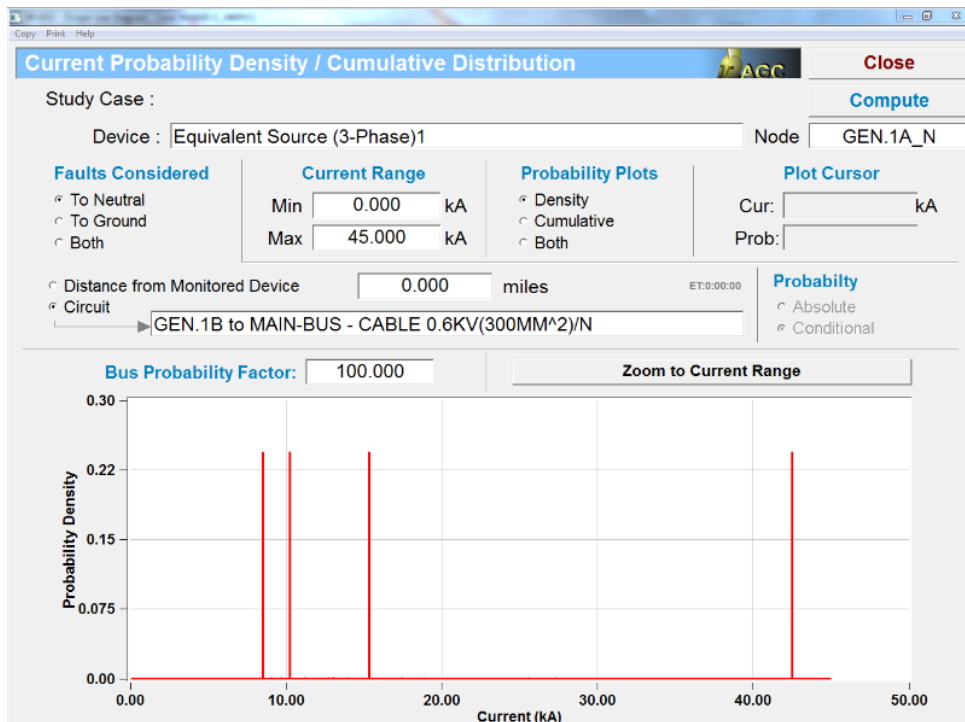 Copy Print Help
Current Probability Density / Cumulative Distribution
AGC
Close
Study Case :
Compute
Device : Equivalent Source (3-Phase)1 Node GEN.1A_N
Faults Considered Current Range Probability Plots Plot Cursor
To Neutral Min 0.000 kA Density Cur: kA
To Ground Cumulative
Both Max 45.000 kA Both Prob:
Distance from Monitored Device 0.000 miles ET:0:00:00 Probabilty
Circuit Absolute
GEN.1B to MAIN-BUS - CABLE 0.6KV(300MM^2)/N Conditional
Bus Probability Factor: 100.000 Zoom to Current Range
0.30
0.22
0.15
0.075
0.00
Probability Density
0.00 10.00 20.00 30.00 40.00 50.00
Current (kA)